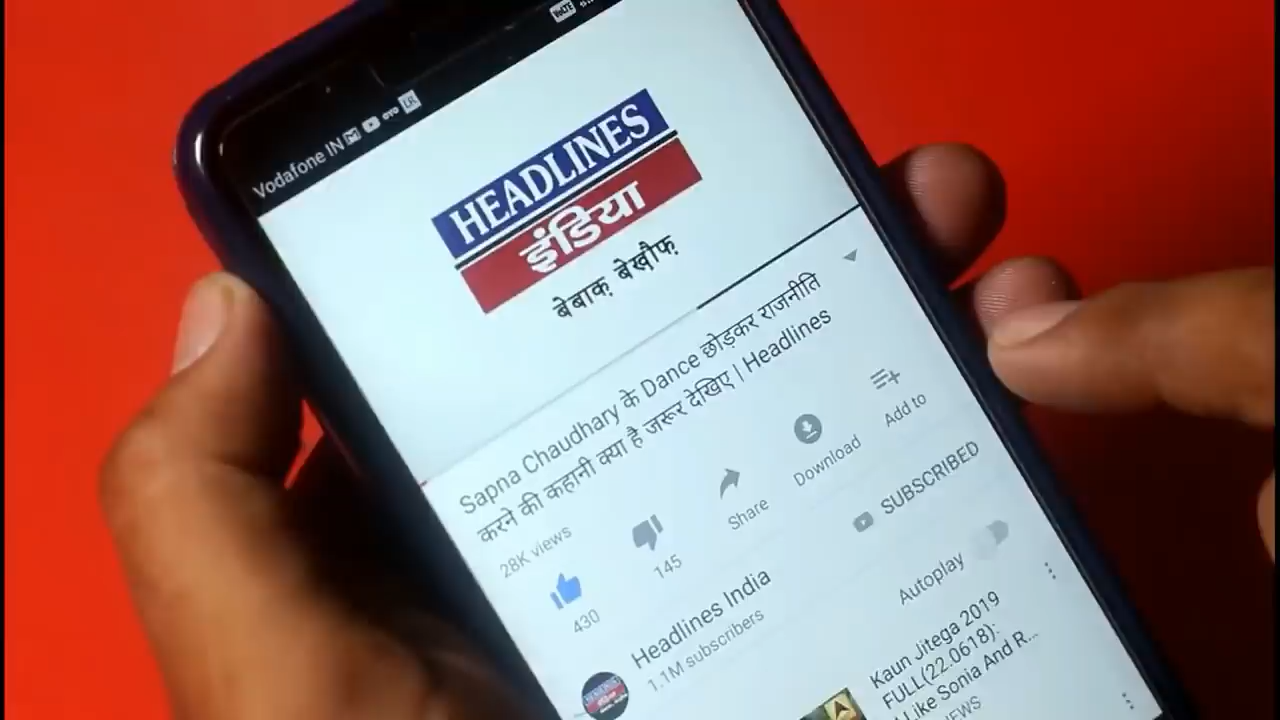 Vodafone IN
VoLTE
HEADLINES
इंडिया
बेबाक़ बेखौफ़
Sapna Chaudhary के Dance छोड़कर राजनीति
करने की कहानी क्या है जरूर देखिए | Headlines
28K views
430
145
Share
Download
Add to
Headlines India
1.1M subscribers
SUBSCRIBED
Autoplay
Kaun Jitega 2019
FULL(22.0618):
Like Sonia And R...